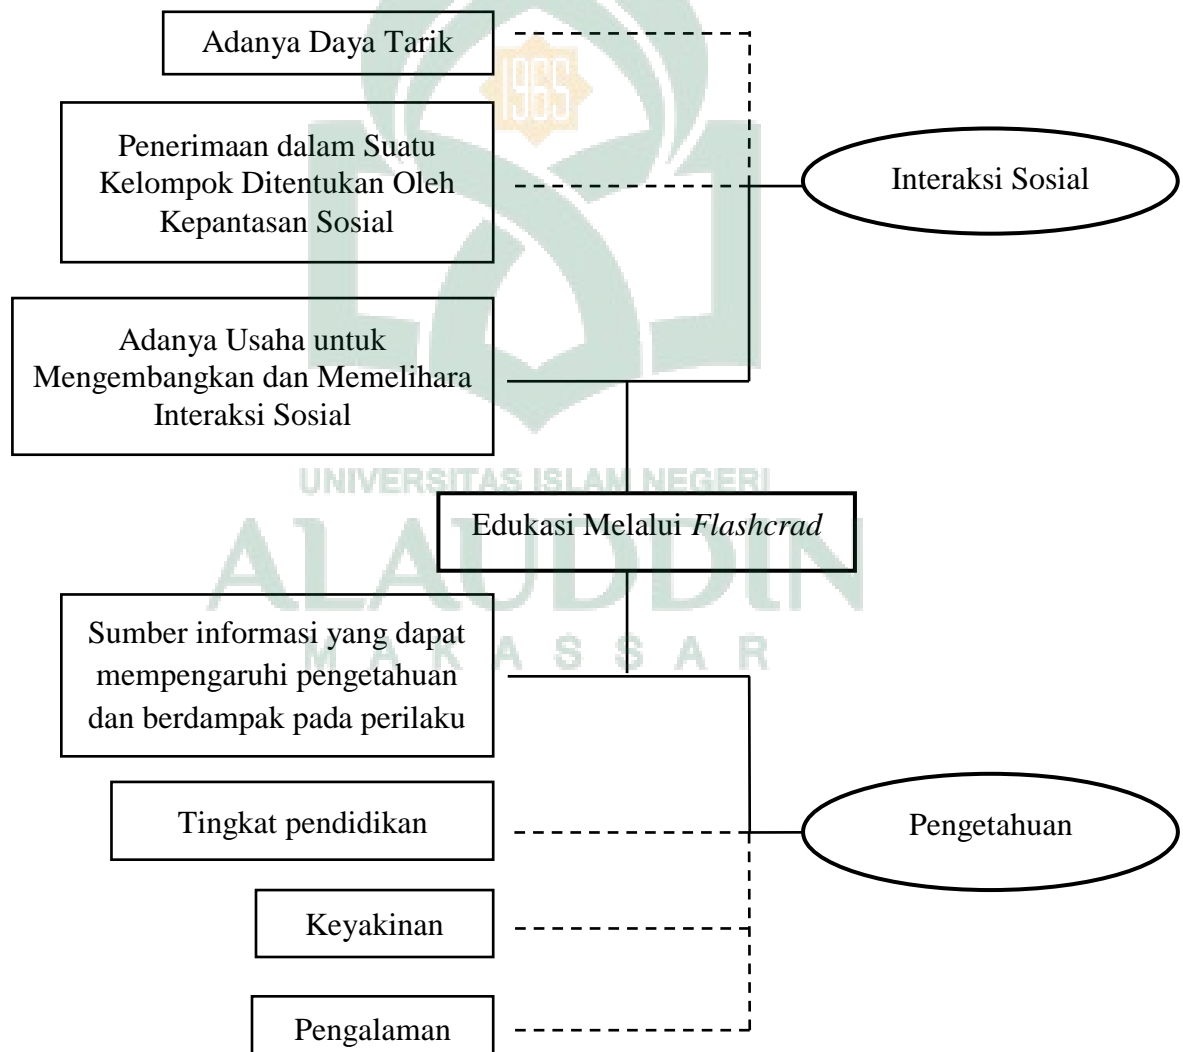 Adanya Daya Tarik
1965
Penerimaan dalam Suatu
Kelompok Ditentukan Oleh
Kepantasan Sosial
Interaksi Sosial
Adanya Usaha untuk
Mengembangkan dan Memelihara
Interaksi Sosial
UNIVERSITAS ISLAM NEGERI
Edukasi Melalui Flashcrad
ALAUDDIN
MAKASSAR
Sumber informasi yang dapat
mempengaruhi pengetahuan
dan berdampak pada perilaku
Tingkat pendidikan
Pengetahuan
Keyakinan
Pengalaman